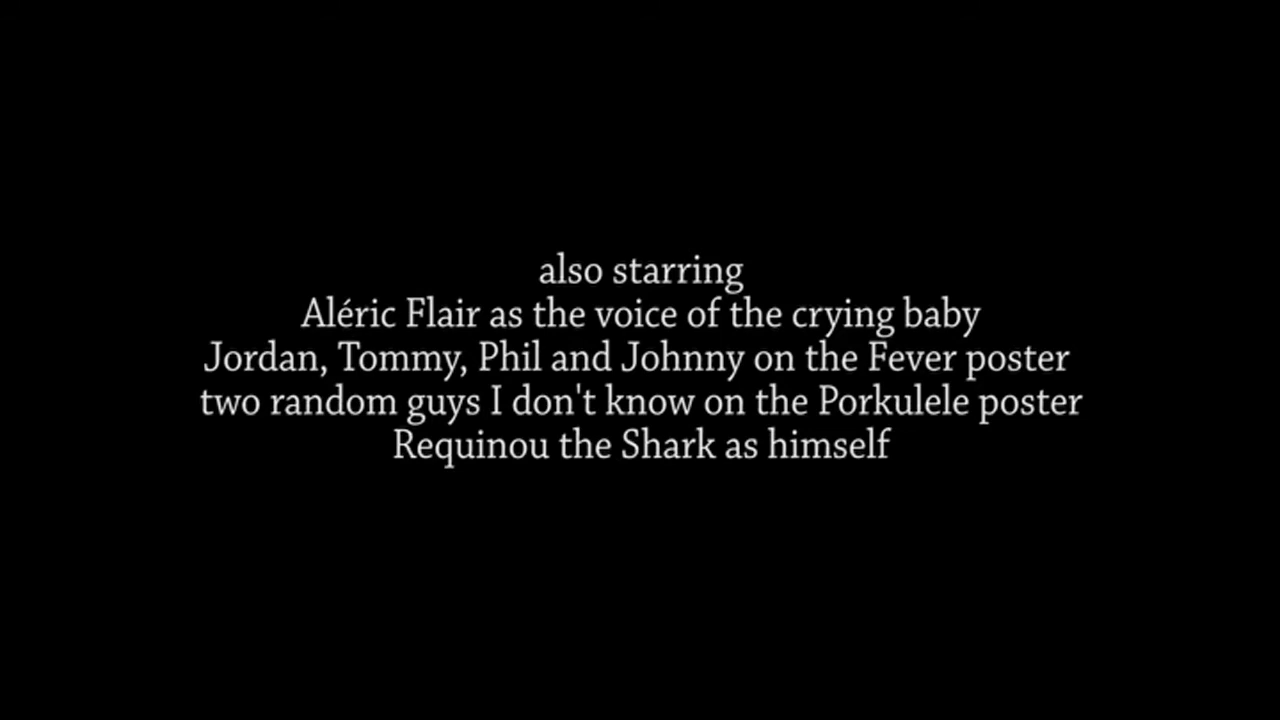 also starring
Aléric Flair as the voice of the crying baby
Jordan, Tommy, Phil and Johnny on the Fever poster
two random guys I don't know on the Porkulele poster
Requinou the Shark as himself